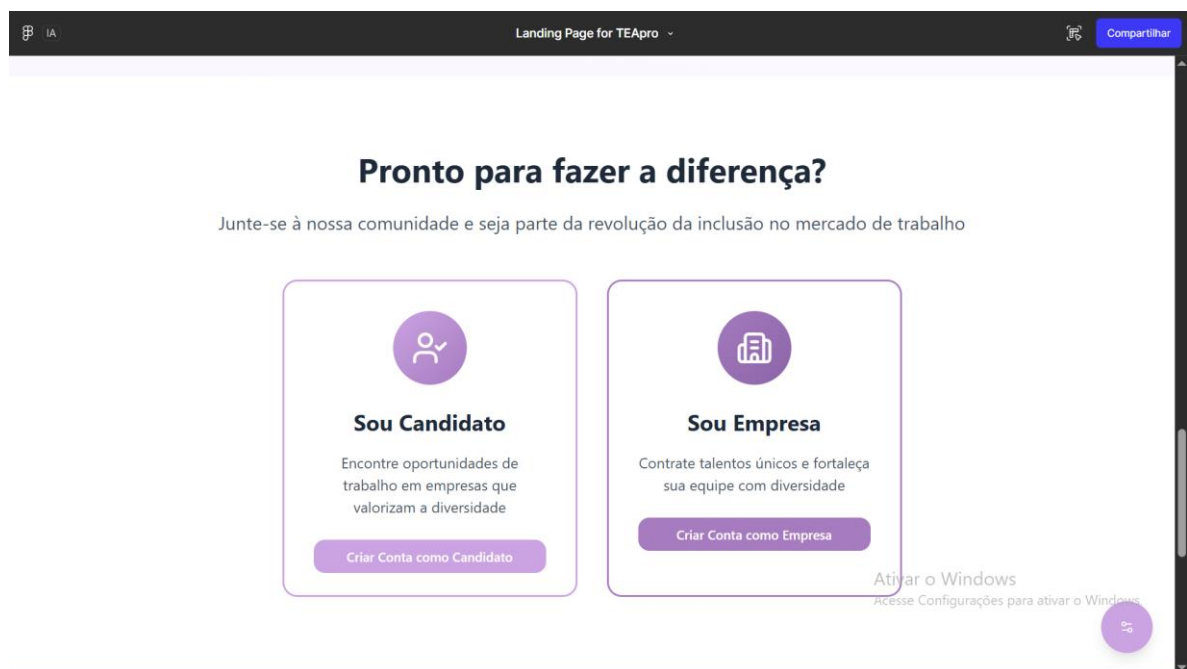 IA
Landing Page for TEApro
Compartilhar
Pronto para fazer a diferença?
Junte-se à nossa comunidade e seja parte da revolução da inclusão no mercado de trabalho
Sou Candidato
Encontre oportunidades de
trabalho em empresas que
valorizam a diversidade
Criar Conta como Candidato
Sou Empresa
Contrate talentos únicos e fortaleça
sua equipe com diversidade
Criar Conta como Empresa
Ativar o Windows
Acesse Configurações para ativar o Windows.